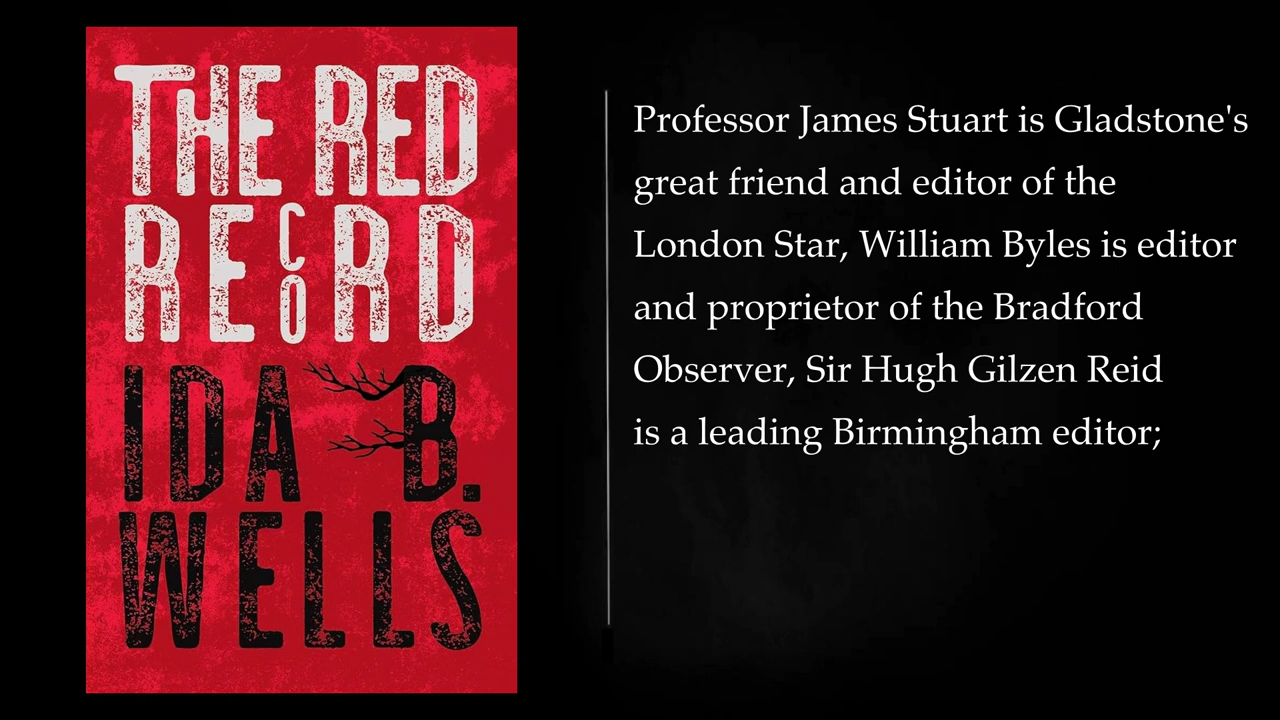 THE RED
RECORD
IDA B.
WELLS
Professor James Stuart is Gladstone's
great friend and editor of the
London Star, William Byles is editor
and proprietor of the Bradford
Observer, Sir Hugh Gilzen Reid
is a leading Birmingham editor;